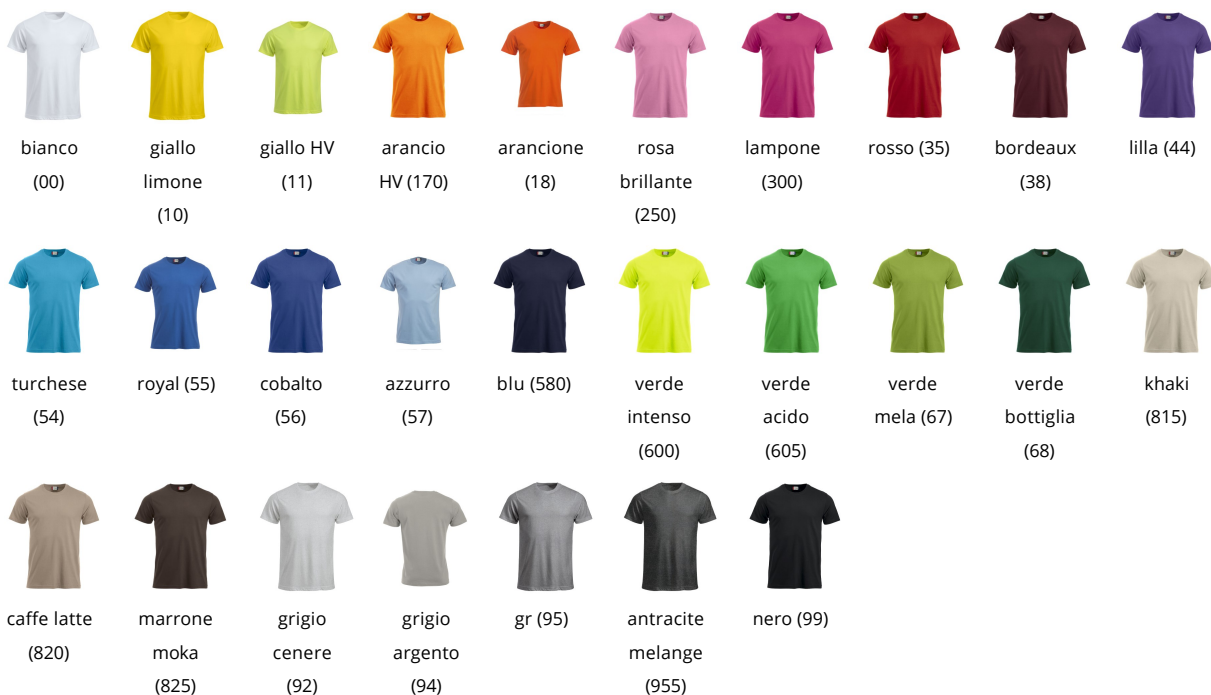 bianco
(00)
giallo
limone
(10)
giallo HV
(11)
arancio
HV (170)
arancione
(18)
rosa
brillante
(250)
lampone
(300)
rosso (35)
bordeaux
(38)
lilla (44)
turchese
(54)
royal (55)
cobalto
(56)
azzurro
(57)
blu (580)
verde
intenso
(600)
verde
acido
(605)
verde
mela (67)
verde
bottiglia
(68)
khaki
(815)
caffe latte
(820)
marrone
moka
(825)
grigio
cenere
(92)
grigio
argento
(94)
gr (95)
antracite
melange
(955)
nero (99)